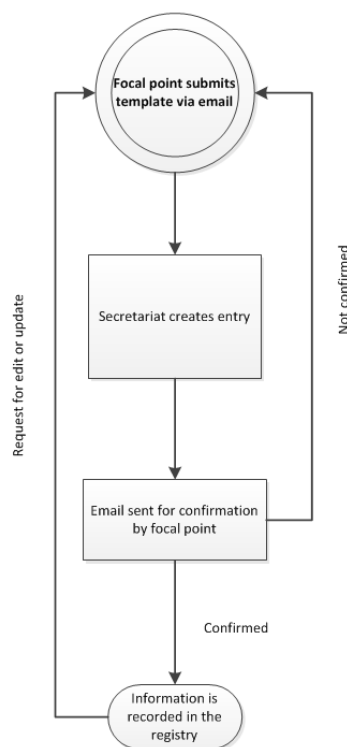 Focal point submits
template via email
Secretariat creates entry
Request for edit or update
Not confirmed
Email sent for confirmation
by focal point
Confirmed
Information is
recorded in the
registry